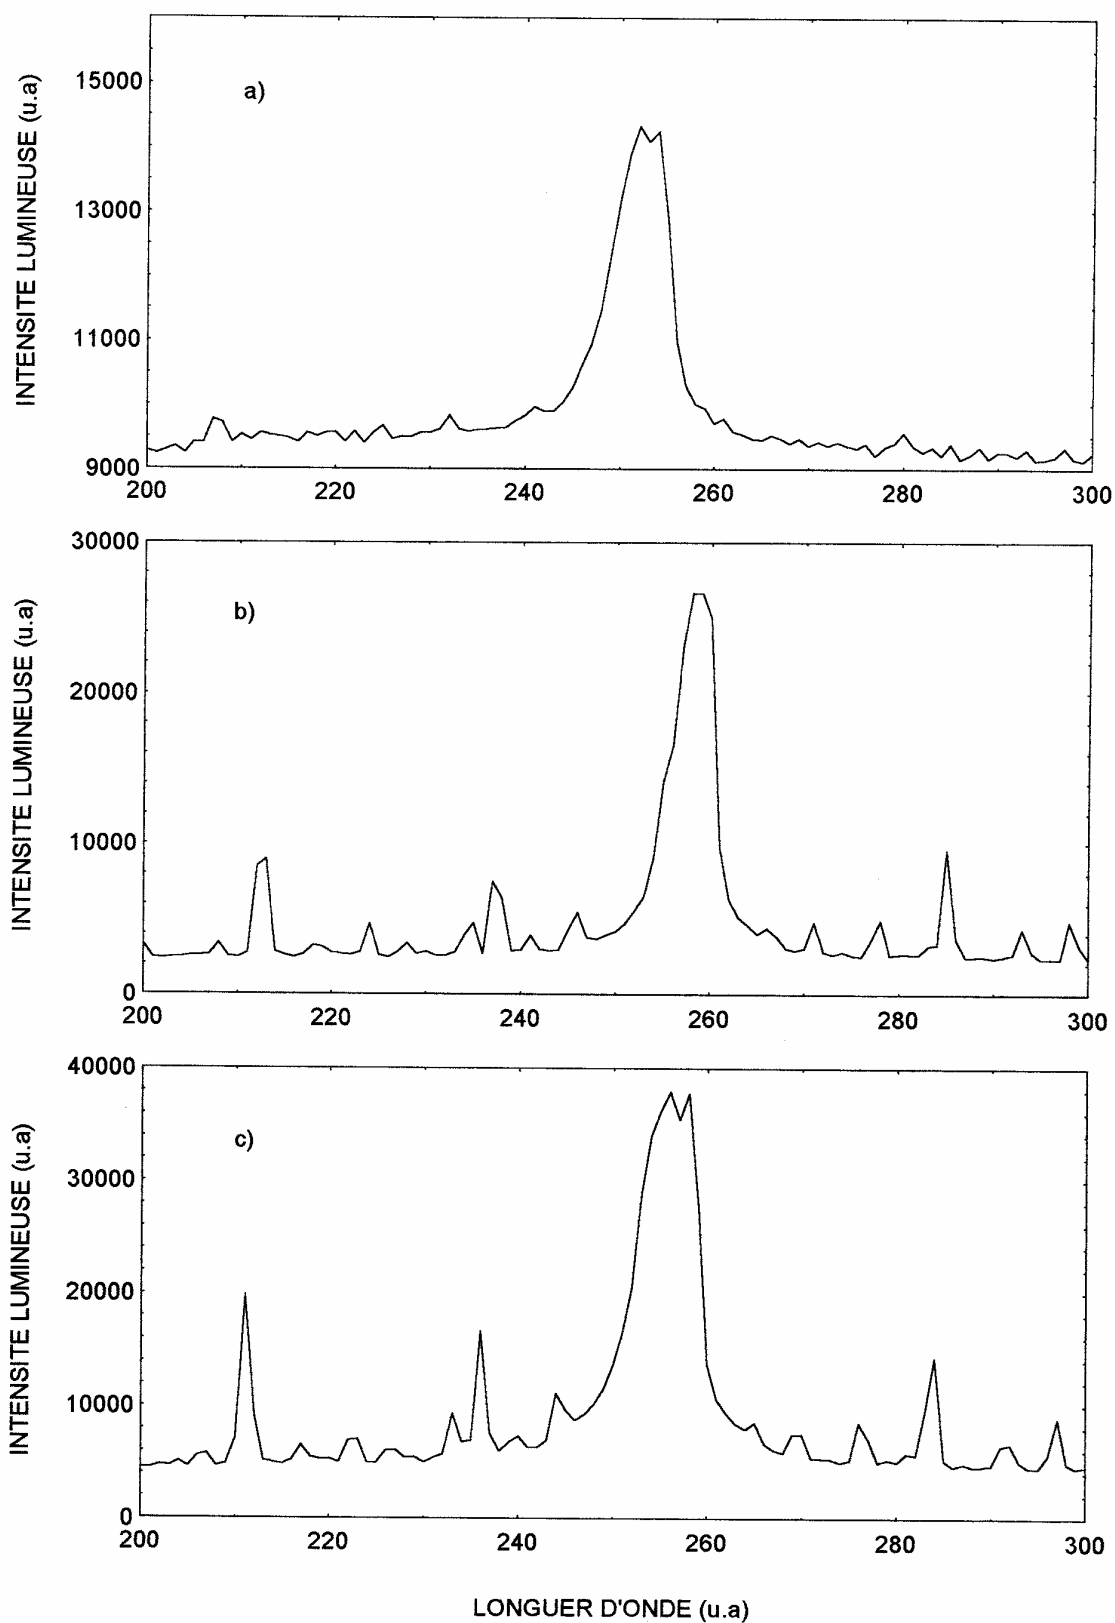 INTENSITE LUMINEUSE (u.a)
15000
a)
13000
11000
9000
200 220 240 260 280 300
INTENSITE LUMINEUSE (u.a)
30000
b)
20000
10000
0
200 220 240 260 280 300
INTENSITE LUMINEUSE (u.a)
40000
c)
30000
20000
10000
0
200 220 240 260 280 300
LONGUER D'ONDE (u.a)